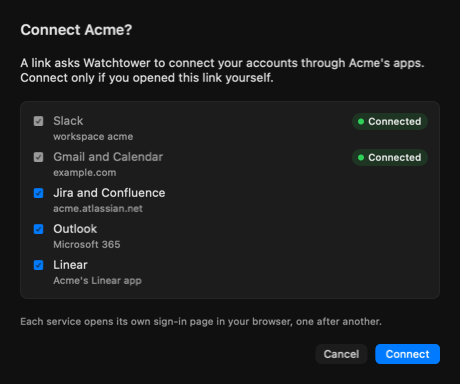 Connect Acme?
A link asks Watchtower to connect your accounts through Acme's apps.
Connect only if you opened this link yourself.
Slack
Connected
workspace acme
Gmail and Calendar
Connected
example.com
Jira and Confluence
acme.atlassian.net
Outlook
Microsoft 365
Linear
Acme's Linear app
Each service opens its own sign-in page in your browser, one after another.
Cancel
Connect